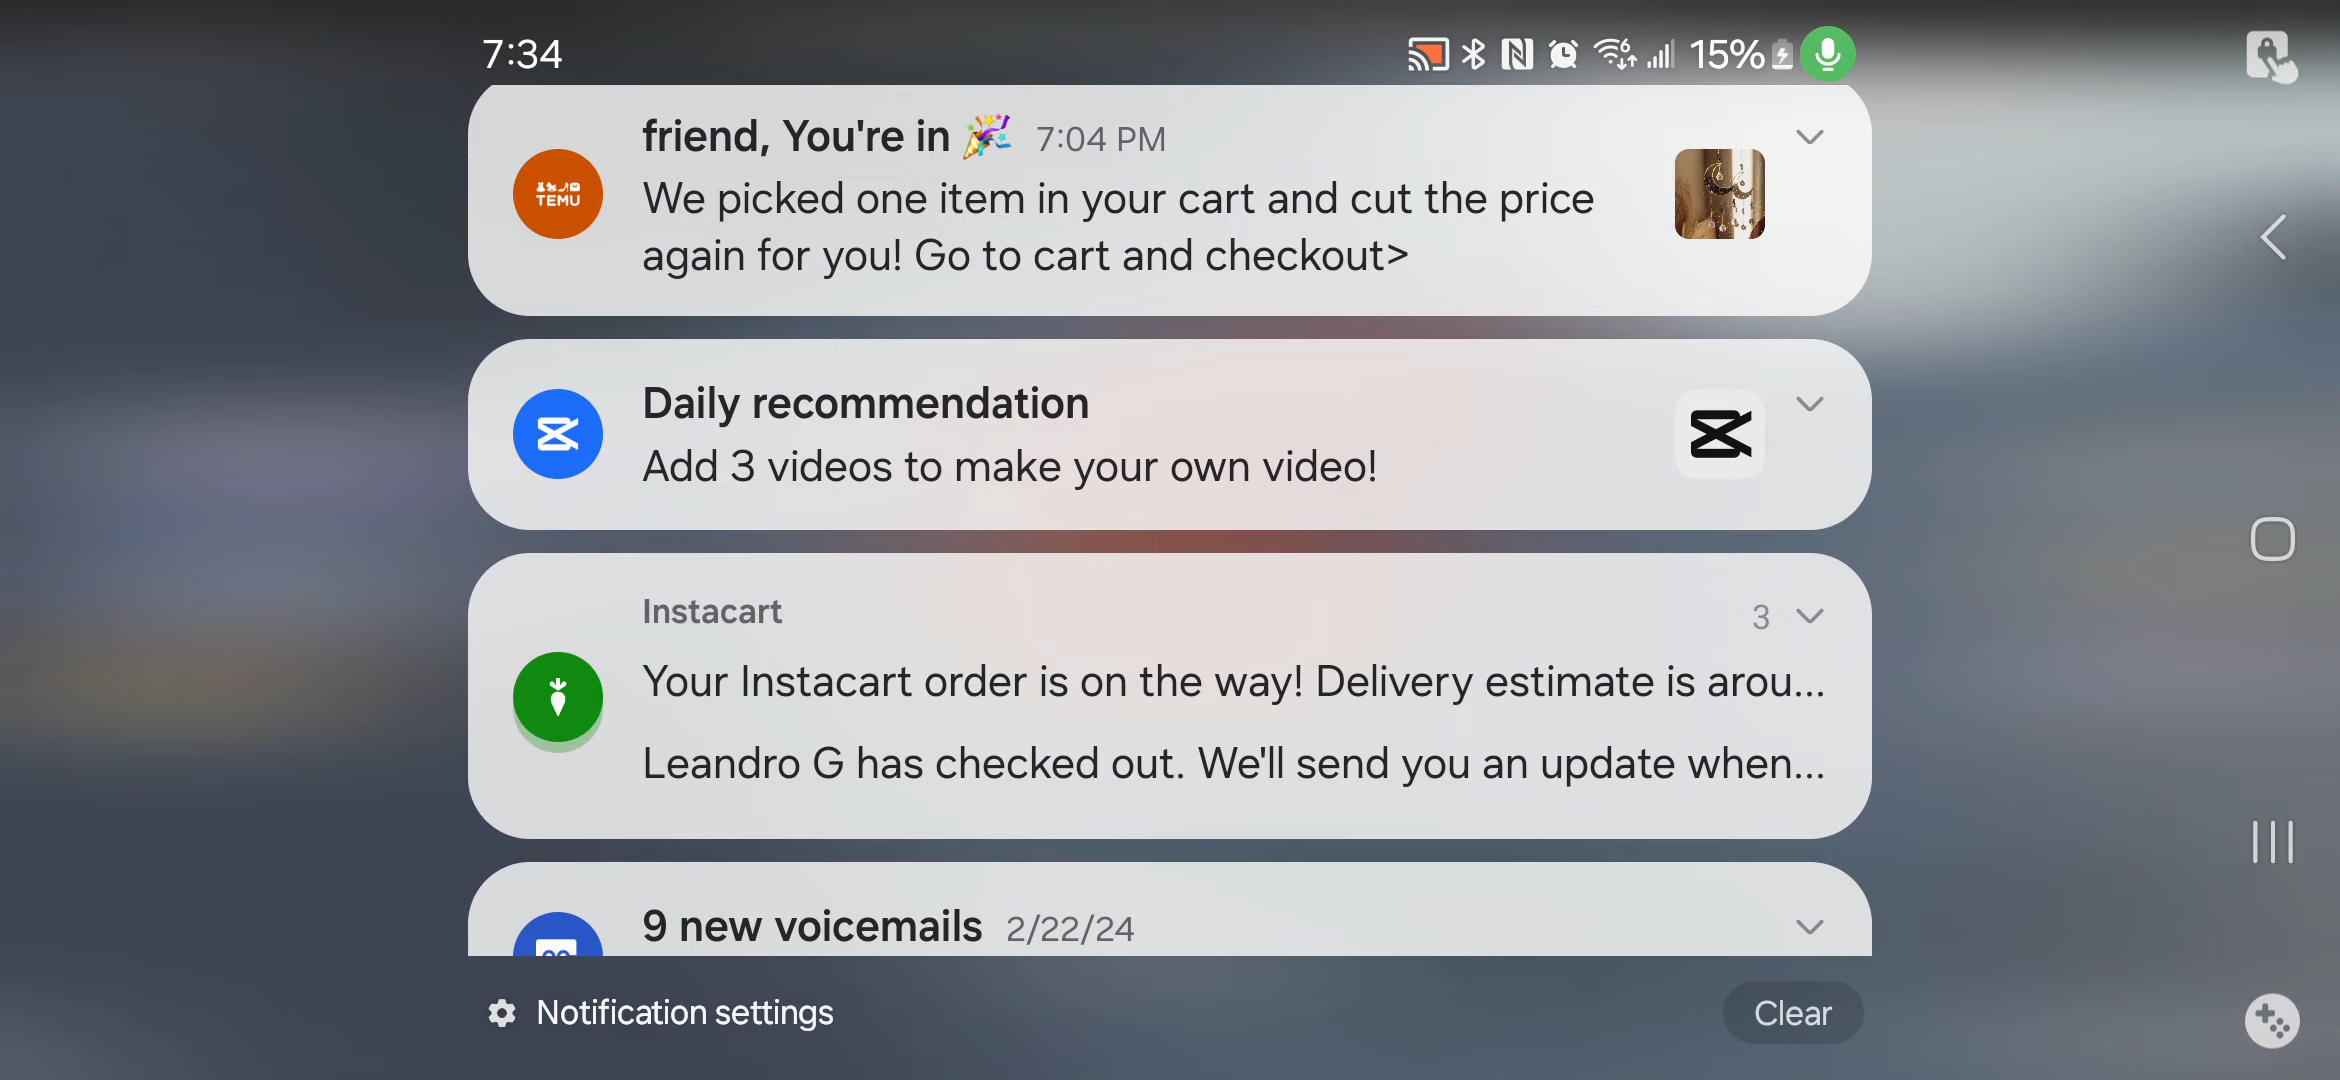 7:34
6 15%
friend, You're in 🎉 7:04 PM
TEMU
We picked one item in your cart and cut the price
again for you! Go to cart and checkout>
Daily recommendation
Add 3 videos to make your own video!
Instacart 3
Your Instacart order is on the way! Delivery estimate is arou...
Leandro G has checked out. We'll send you an update when...
9 new voicemails 2/22/24
Notification settings
Clear